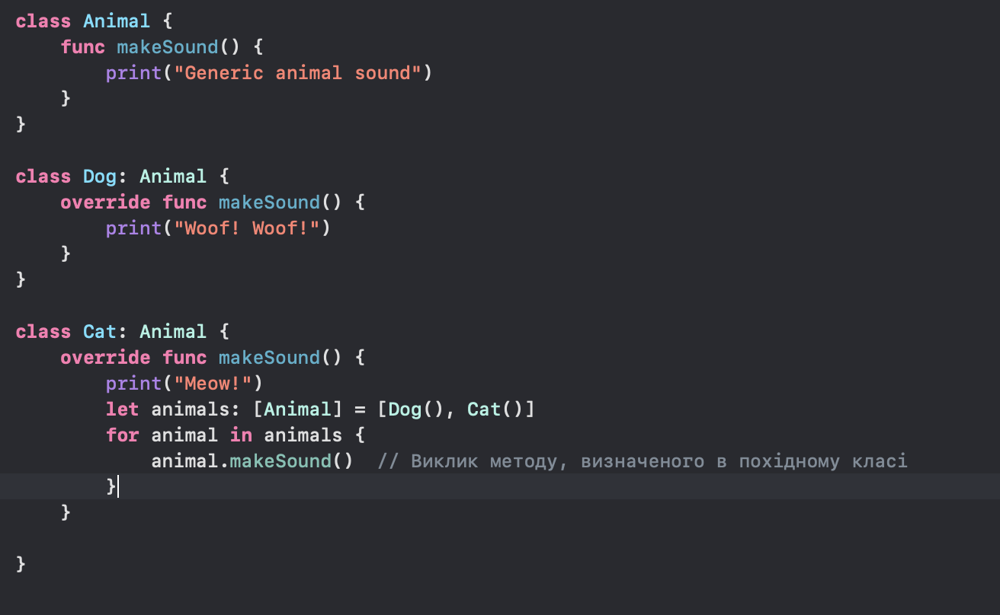 class Animal {
    func makeSound() {
        print("Generic animal sound")
    }
}

class Dog: Animal {
    override func makeSound() {
        print("Woof! Woof!")
    }
}

class Cat: Animal {
    override func makeSound() {
        print("Meow!")
        let animals: [Animal] = [Dog(), Cat()]
        for animal in animals {
            animal.makeSound()  // Виклик методу, визначеного в похідному класі
        }
    }

}